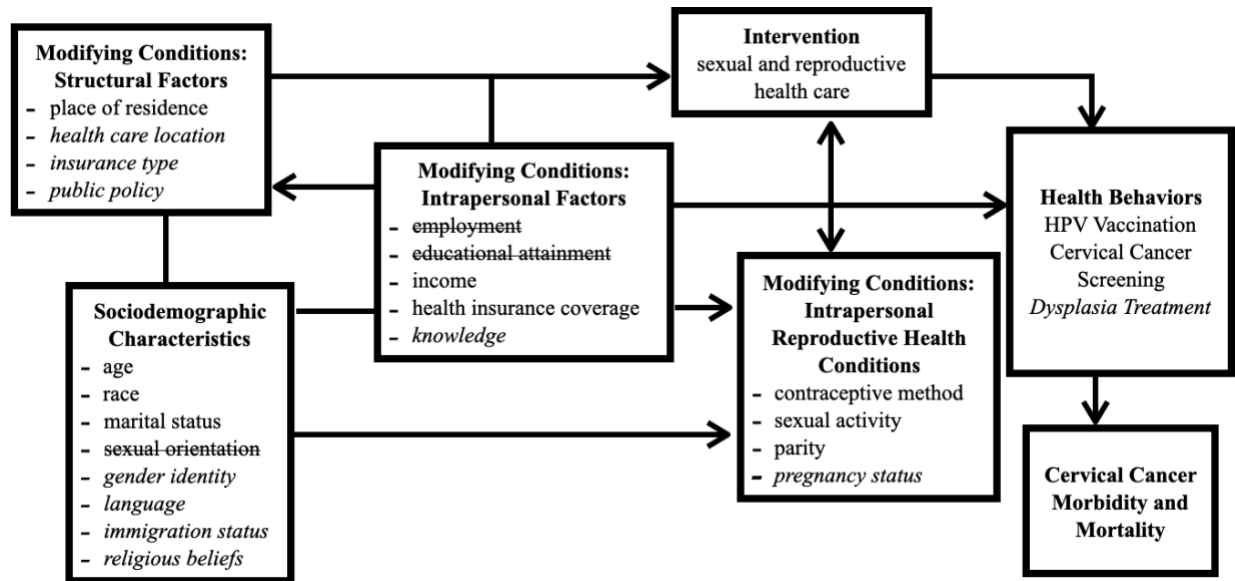 Modifying Conditions:
Structural Factors
- place of residence
- health care location
- insurance type
- public policy
Intervention
sexual and reproductive
health care
Modifying Conditions:
Intrapersonal Factors
- employment
- educational attainment
- income
- health insurance coverage
- knowledge
Health Behaviors
HPV Vaccination
Cervical Cancer
Screening
Dysplasia Treatment
Sociodemographic
Characteristics
- age
- race
- marital status
- sexual orientation
- gender identity
- language
- immigration status
- religious beliefs
Modifying Conditions:
Intrapersonal
Reproductive Health
Conditions
- contraceptive method
- sexual activity
- parity
- pregnancy status
Cervical Cancer
Morbidity and
Mortality